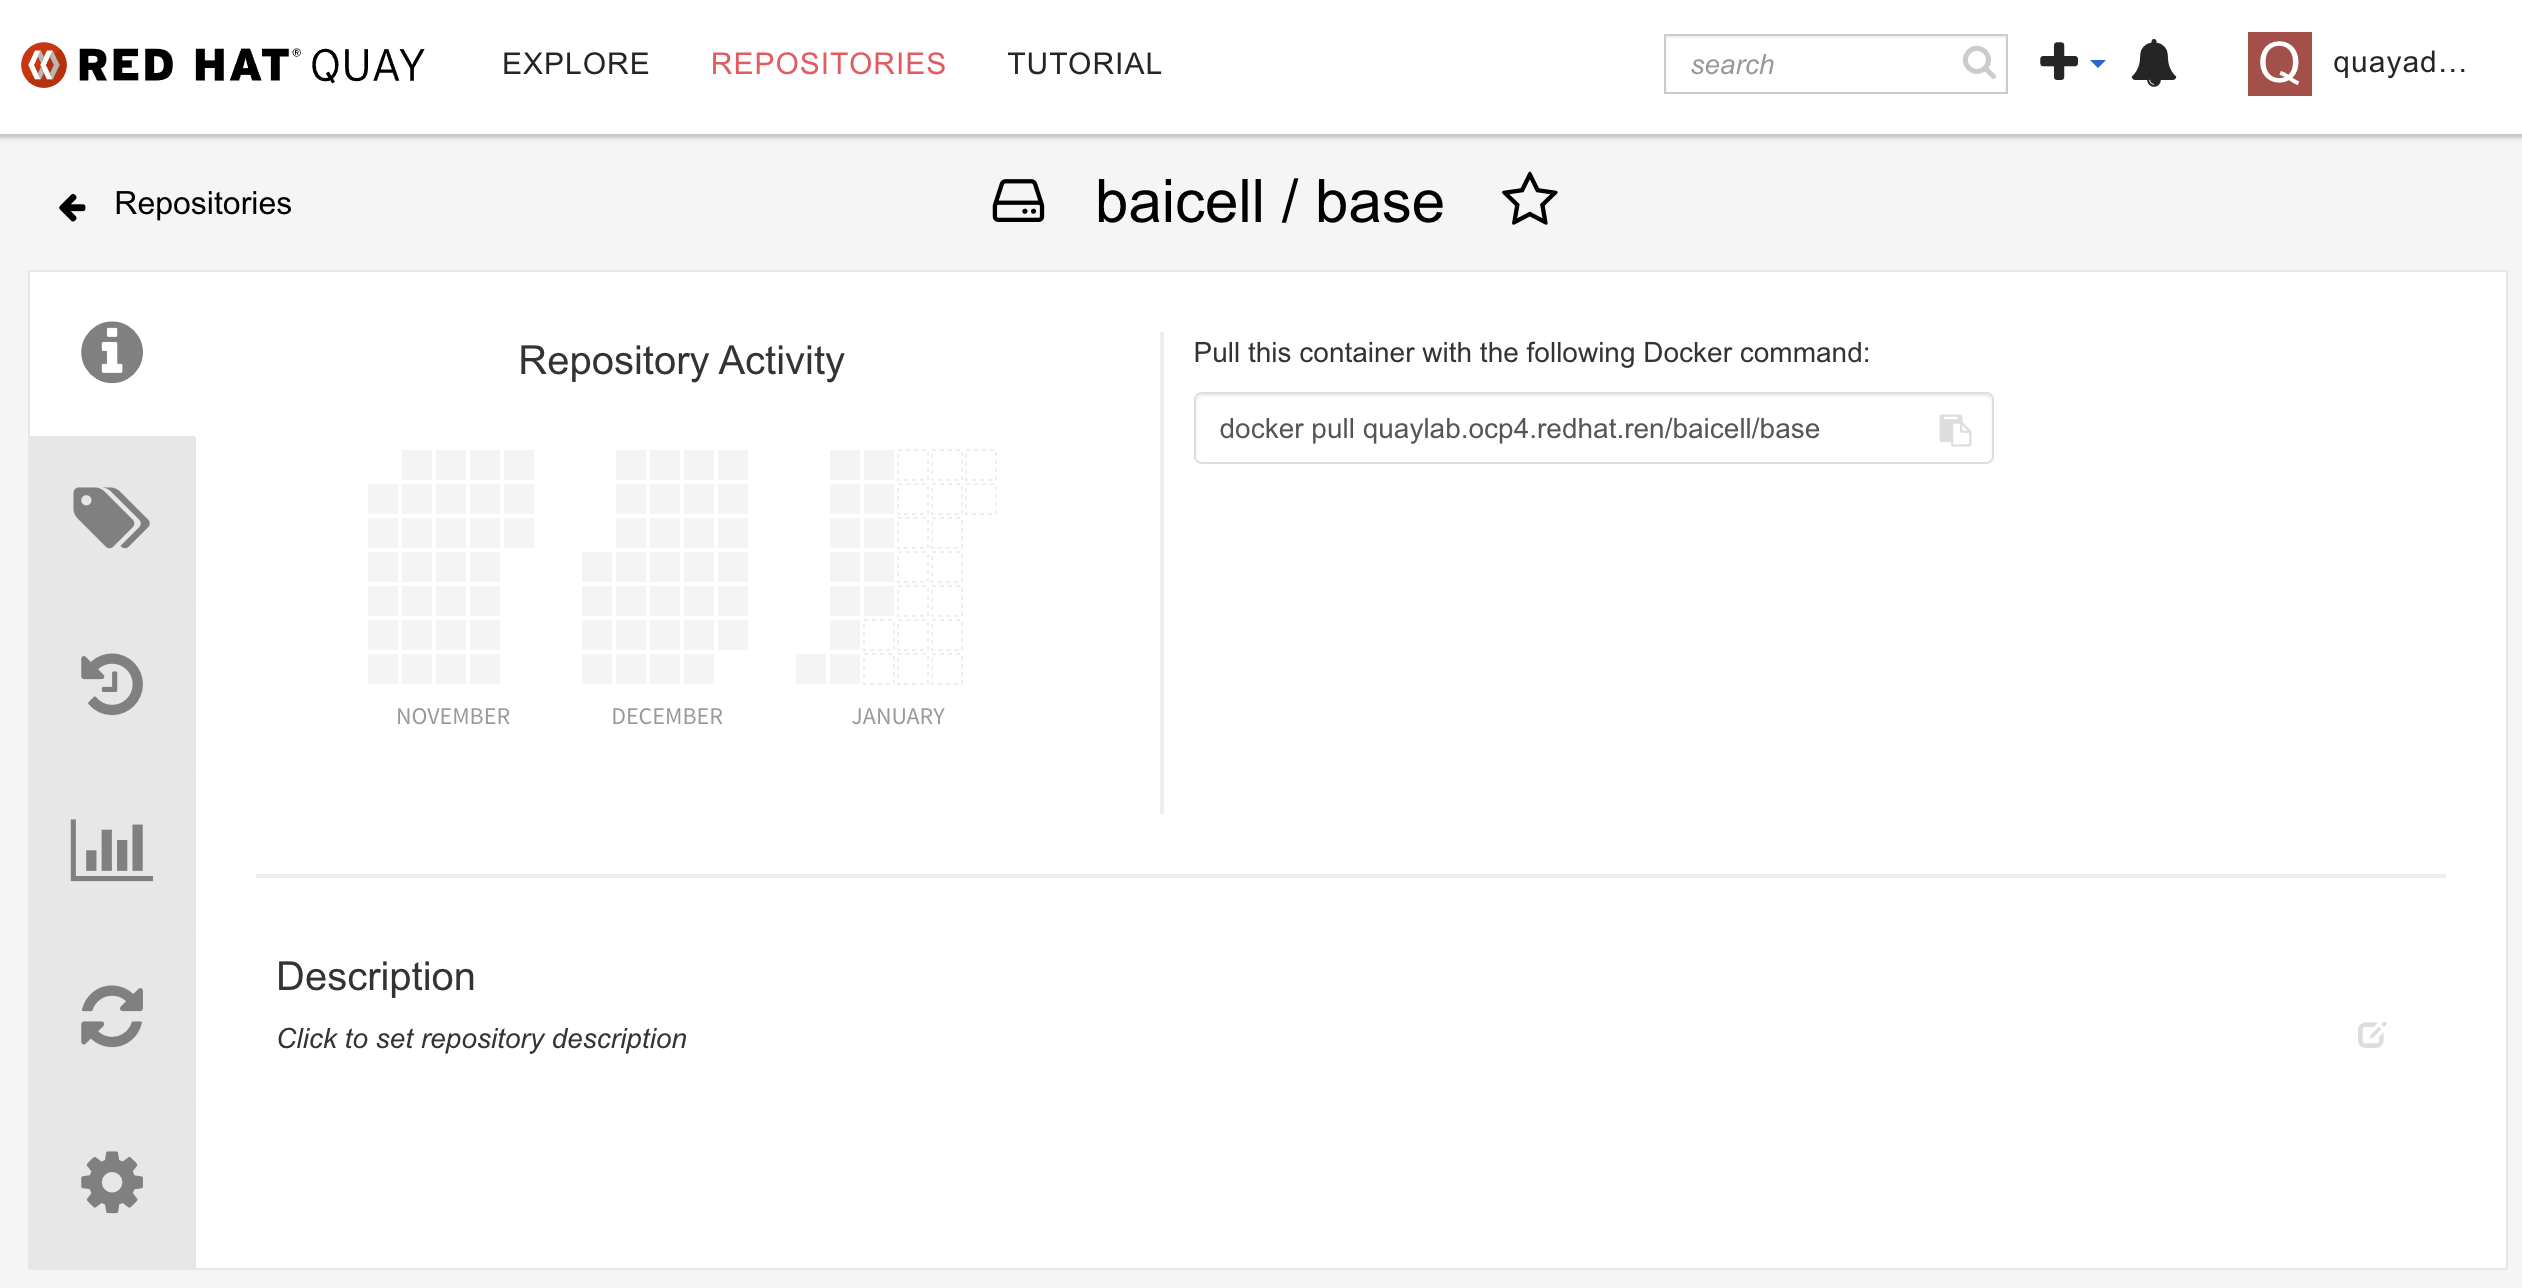 RED HAT® QUAY
EXPLORE
REPOSITORIES
TUTORIAL
search
Q
quayad...
Repositories
baicell / base
Repository Activity
NOVEMBER
DECEMBER
JANUARY
Pull this container with the following Docker command:
docker pull quaylab.ocp4.redhat.ren/baicell/base
Description
Click to set repository description